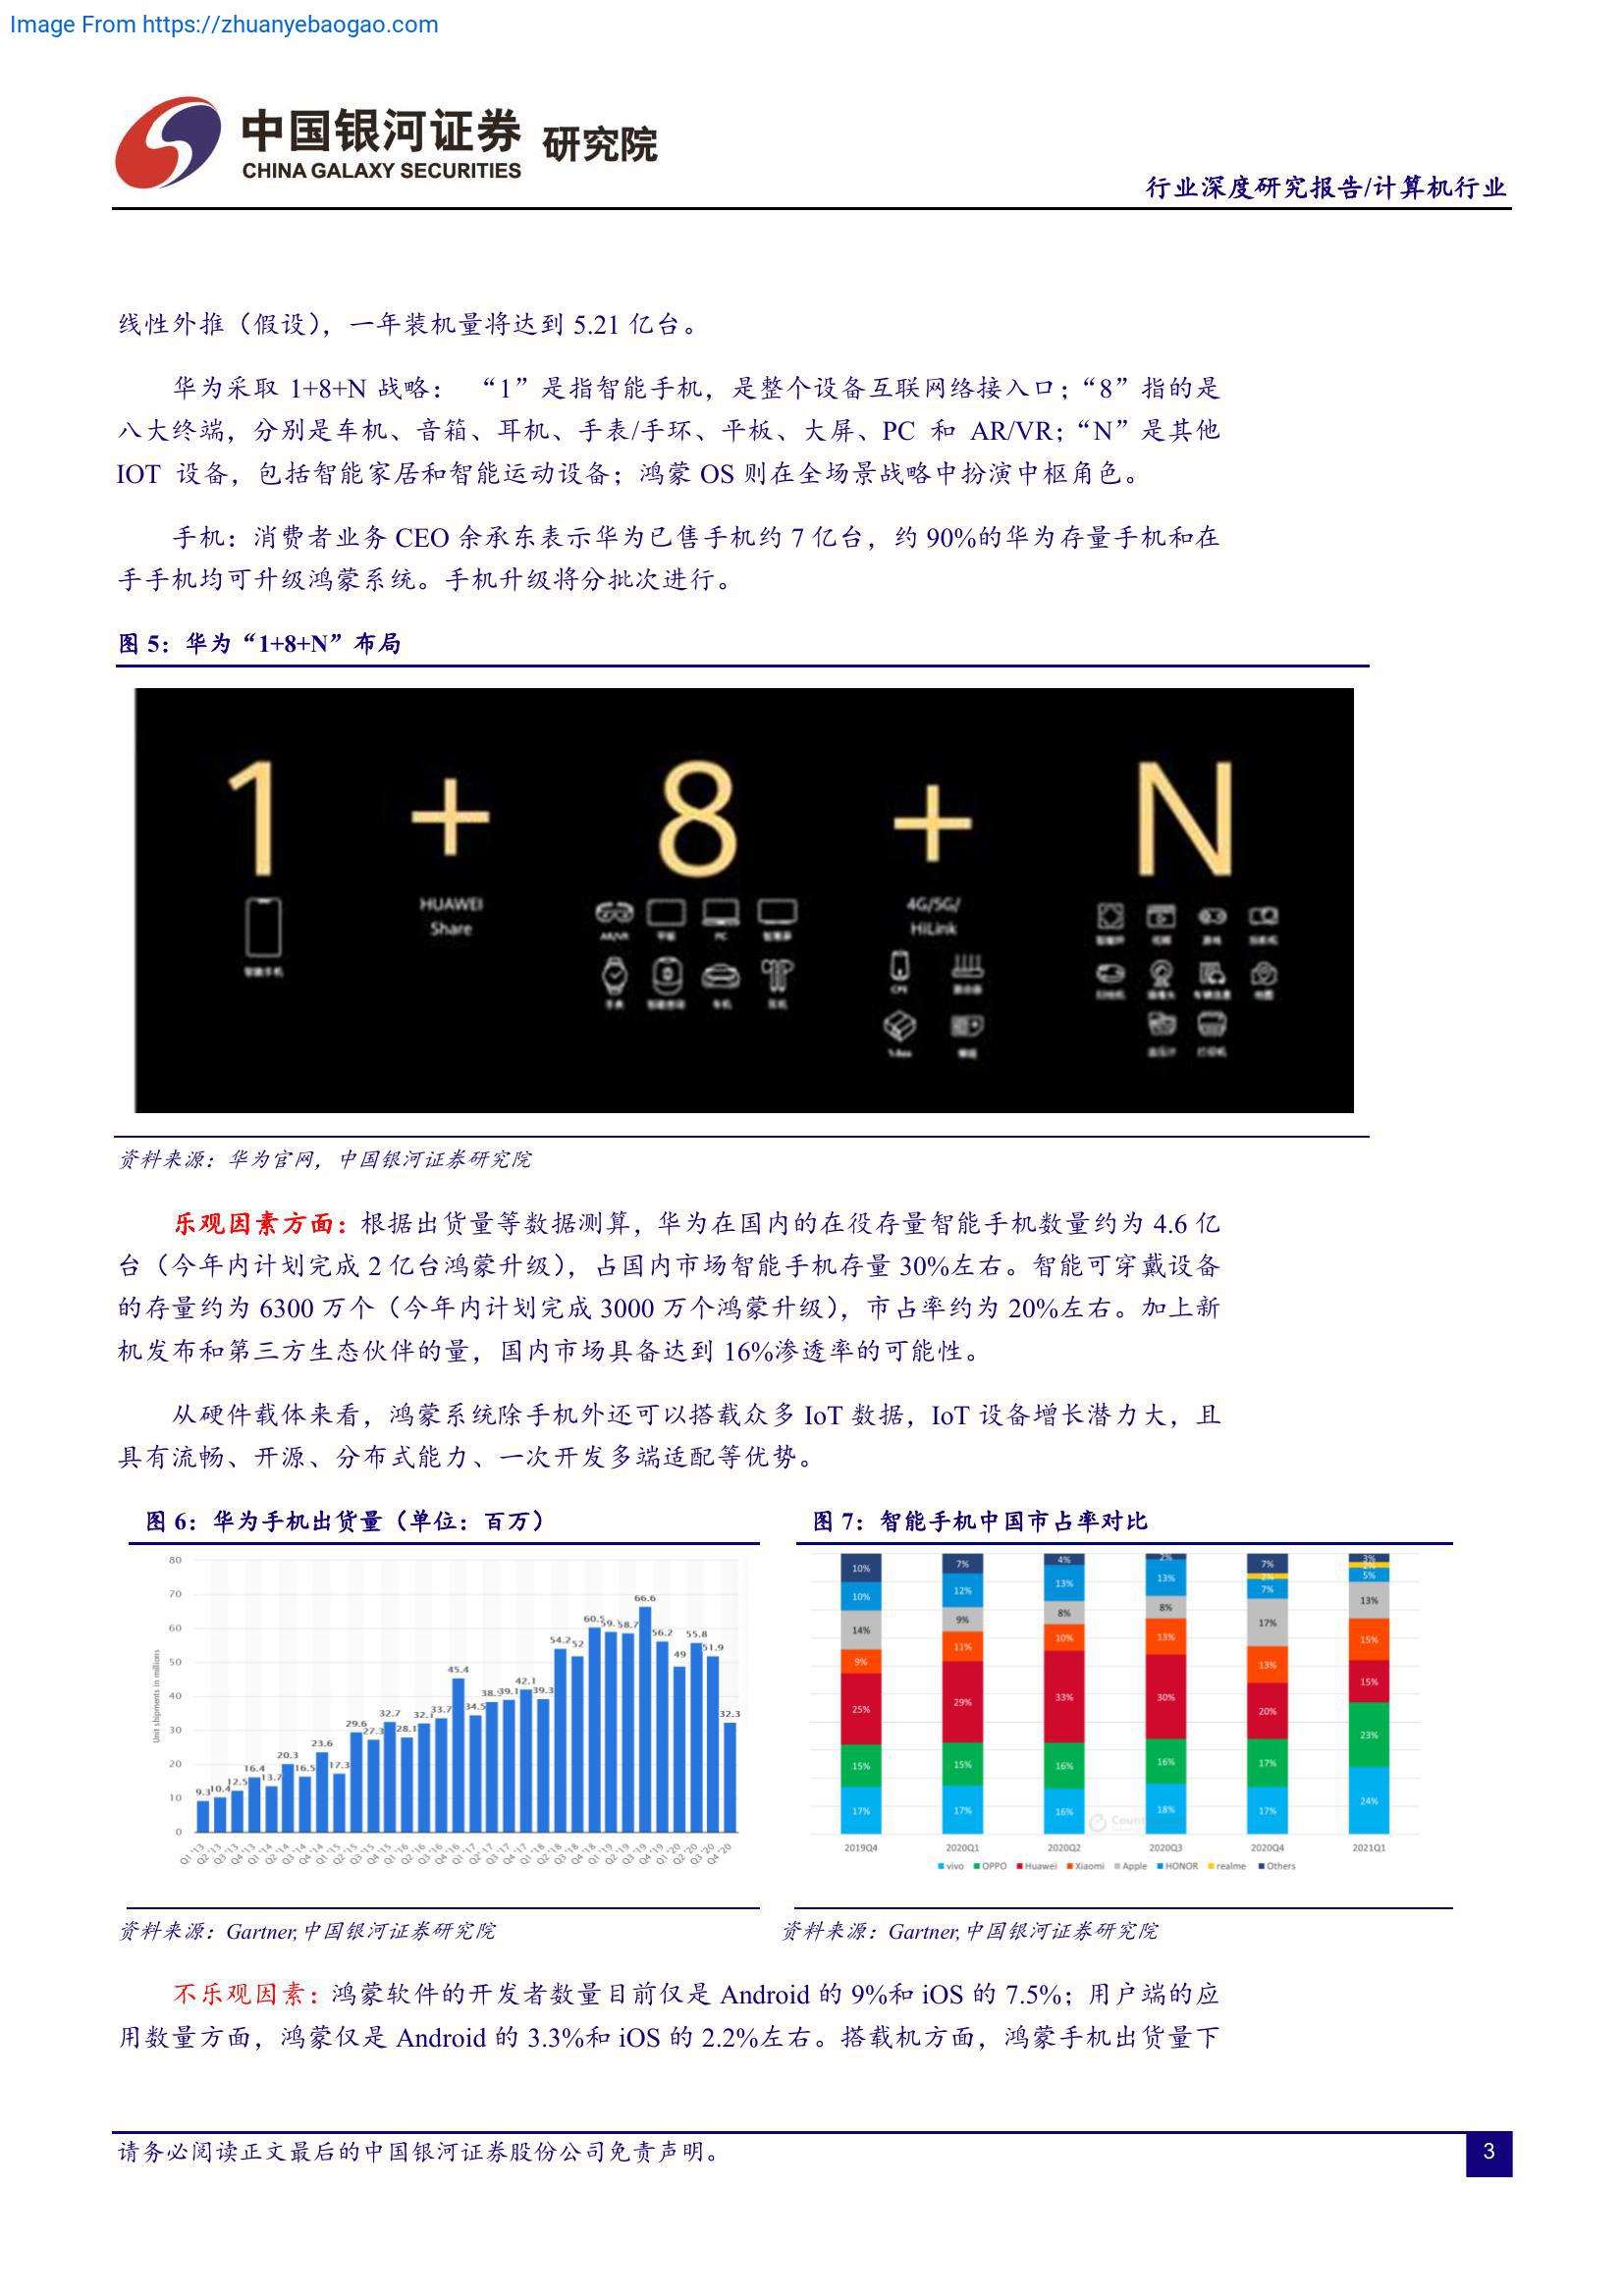 Image From https://zhuanyebaogao.com
中国银河证券 研究院
CHINA GALAXY SECURITIES
行业深度研究报告/计算机行业
线性外推（假设），一年装机量将达到 5.21 亿台。
华为采取 1+8+N 战略： “1”是指智能手机，是整个设备互联网络接入口；“8”指的是
八大终端，分别是车机、音箱、耳机、手表/手环、平板、大屏、PC 和 AR/VR；“N”是其他
IOT 设备，包括智能家居和智能运动设备；鸿蒙 OS 则在全场景战略中扮演中枢角色。
手机：消费者业务 CEO 余承东表示华为已售手机约 7 亿台，约 90%的华为存量手机和在
手手机均可升级鸿蒙系统。手机升级将分批次进行。
图 5：华为“1+8+N”布局
1 + 8 + N
HUAWEI
Share
4G/5G/
HiLink
智能手机
AR/VR 平板 PC 智慧屏
手表 智能音箱 车机 耳机
CPE 路由器
资料来源：华为官网，中国银河证券研究院
乐观因素方面：根据出货量等数据测算，华为在国内的在役存量智能手机数量约为 4.6 亿
台（今年内计划完成 2 亿台鸿蒙升级），占国内市场智能手机存量 30%左右。智能可穿戴设备
的存量约为 6300 万个（今年内计划完成 3000 万个鸿蒙升级），市占率约为 20%左右。加上新
机发布和第三方生态伙伴的量，国内市场具备达到 16%渗透率的可能性。
从硬件载体来看，鸿蒙系统除手机外还可以搭载众多 IoT 数据，IoT 设备增长潜力大，且
具有流畅、开源、分布式能力、一次开发多端适配等优势。
图 6：华为手机出货量（单位：百万）
Unit shipments in millions
80
70
60
50
40
30
20
10
0
9.3 10.4 12.5 16.4 13.7 20.3 16.5 23.6 17.3 29.6 27.3 32.7 28.1 32.1 33.7 45.4 34.5 38.5 39.1 42.1 39.3 54.2 52 60.5 59.1 58.7 66.6 56.2 49 55.8 51.9 32.3
Q1 '13 Q2 '13 Q3 '13 Q4 '13 Q1 '14 Q2 '14 Q3 '14 Q4 '14 Q1 '15 Q2 '15 Q3 '15 Q4 '15 Q1 '16 Q2 '16 Q3 '16 Q4 '16 Q1 '17 Q2 '17 Q3 '17 Q4 '17 Q1 '18 Q2 '18 Q3 '18 Q4 '18 Q1 '19 Q2 '19 Q3 '19 Q4 '19 Q1 '20 Q2 '20 Q3 '20 Q4 '20
图 7：智能手机中国市占率对比
10% 7% 4% 2% 7% 3%
2% 2%
10% 12% 13% 13% 7% 5%
14% 9% 8% 8% 17% 13%
9% 11% 10% 13% 13% 15%
25% 29% 33% 30% 20% 15%
15% 15% 16% 16% 17% 23%
17% 17% 16% 18% 17% 24%
2019Q4 2020Q1 2020Q2 2020Q3 2020Q4 2021Q1
vivo OPPO Huawei Xiaomi Apple HONOR realme Others
资料来源：Gartner,中国银河证券研究院
资料来源：Gartner,中国银河证券研究院
不乐观因素：鸿蒙软件的开发者数量目前仅是 Android 的 9%和 iOS 的 7.5%；用户端的应
用数量方面，鸿蒙仅是 Android 的 3.3%和 iOS 的 2.2%左右。搭载机方面，鸿蒙手机出货量下
请务必阅读正文最后的中国银河证券股份公司免责声明。
3